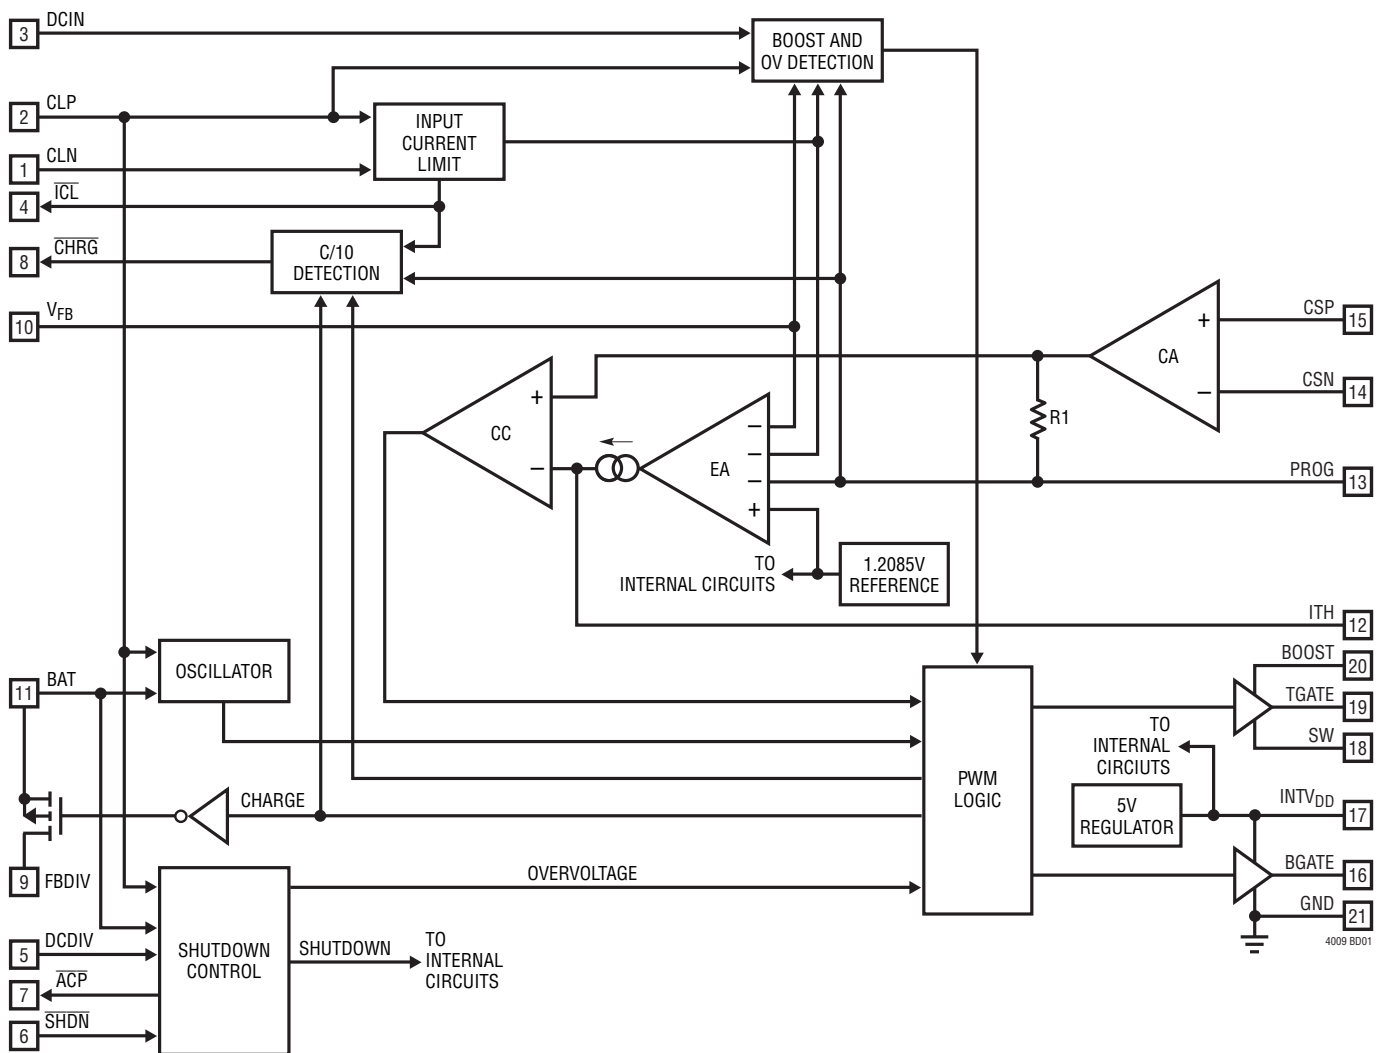 3 DCIN
BOOST AND
OV DETECTION
2 CLP
INPUT
CURRENT
LIMIT
1 CLN
4 ICL
8 CHRG
C/10
DETECTION
10 VFB
CSP 15
+
CA
−
CSN 14
+
CC
−
R1
−
−
EA
−
+
PROG 13
TO
INTERNAL CIRCUITS
1.2085V
REFERENCE
ITH 12
BOOST 20
TGATE 19
SW 18
OSCILLATOR
11 BAT
TO
INTERNAL
CIRCIUTS
PWM
LOGIC
CHARGE
5V
REGULATOR
INTVDD 17
9 FBDIV
OVERVOLTAGE
BGATE 16
GND 21
4009 BD01
SHUTDOWN
CONTROL
SHUTDOWN
TO
INTERNAL
CIRCUITS
5 DCDIV
7 ACP
6 SHDN